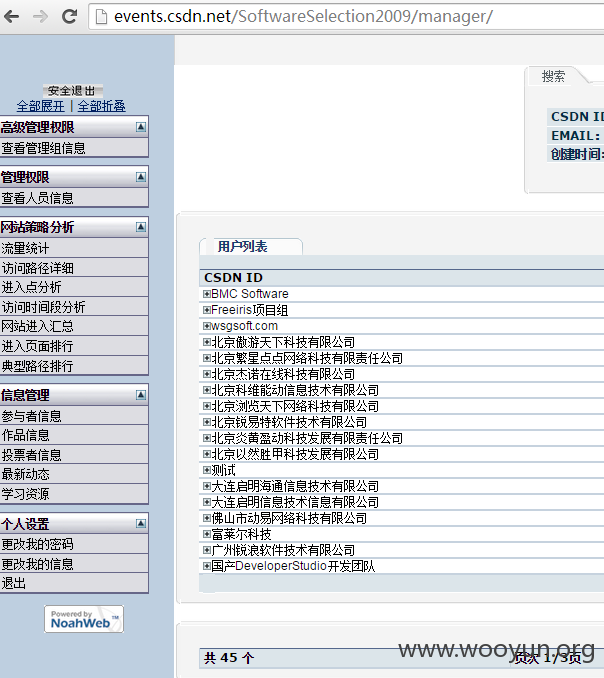 events.csdn.net/SoftwareSelection2009/manager/
安全退出
全部展开 | 全部折叠
高级管理权限
查看管理组信息
管理权限
查看人员信息
网站策略分析
流量统计
访问路径详细
进入点分析
访问时间段分析
网站进入汇总
进入页面排行
典型路径排行
信息管理
参与者信息
作品信息
投票者信息
最新动态
学习资源
个人设置
更改我的密码
更改我的信息
退出
Powered by
NoahWeb™
搜索
CSDN ID
EMAIL:
创建时间:
用户列表
CSDN ID
BMC Software
Freeiris项目组
wsgsoft.com
北京傲游天下科技有限公司
北京繁星点点网络科技有限责任公司
北京杰诺在线科技有限公司
北京科维能动信息技术有限公司
北京浏览天下网络科技有限公司
北京锐易特软件技术有限公司
北京炎黄盈动科技发展有限责任公司
北京以然胜甲科技发展有限公司
测试
大连启明海通信息技术有限公司
大连启明信息技术信息有限公司
佛山市动易网络科技有限公司
富莱尔科技
广州锐浪软件技术有限公司
国产DeveloperStudio开发团队
共 45 个
页次 1/3页
www.wooyun.org